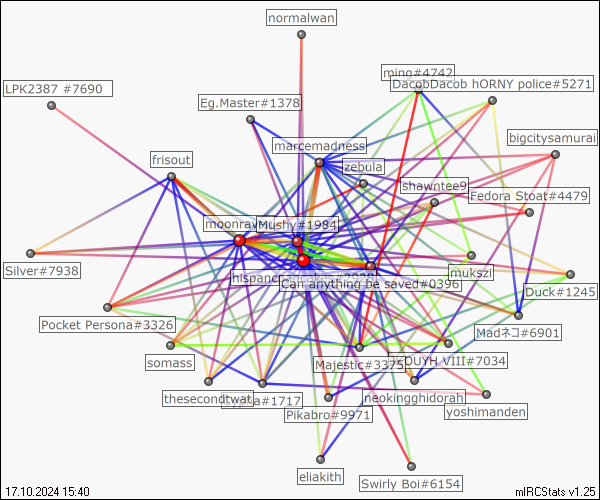 normalwan
ming#4742
DacobDacob hORNY police#5271
LPK2387 #7690
Eg.Master#1378
bigcitysamurai
marcemadness
frisout
zebula
shawntee9
Fedora Stoat#4479
moonray
Mushy#1984
Silver#7938
mukszi
hispanc
Can anything be saved#0396
Duck#1245
Pocket Persona#3326
Madネコ#6901
somass
Majestic#3375
DUYH VIII#7034
thesecondtwat
#1717
neokingghidorah
Pikabro#9971
yoshimanden
eliakith
Swirly Boi#6154
17.10.2024 15:40
mIRCStats v1.25